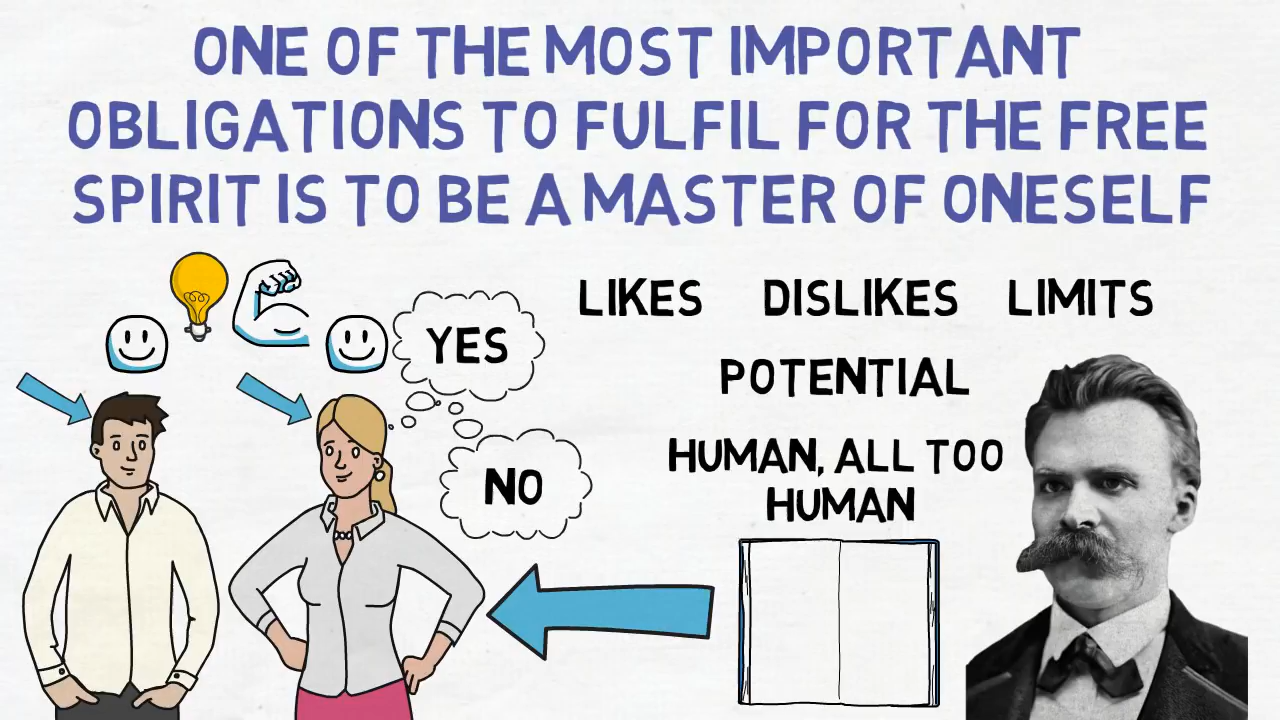 ONE OF THE MOST IMPORTANT
OBLIGATIONS TO FULFIL FOR THE FREE
SPIRIT IS TO BE A MASTER OF ONESELF
LIKES DISLIKES LIMITS
YES
POTENTIAL
HUMAN, ALL TOO
HUMAN
NO